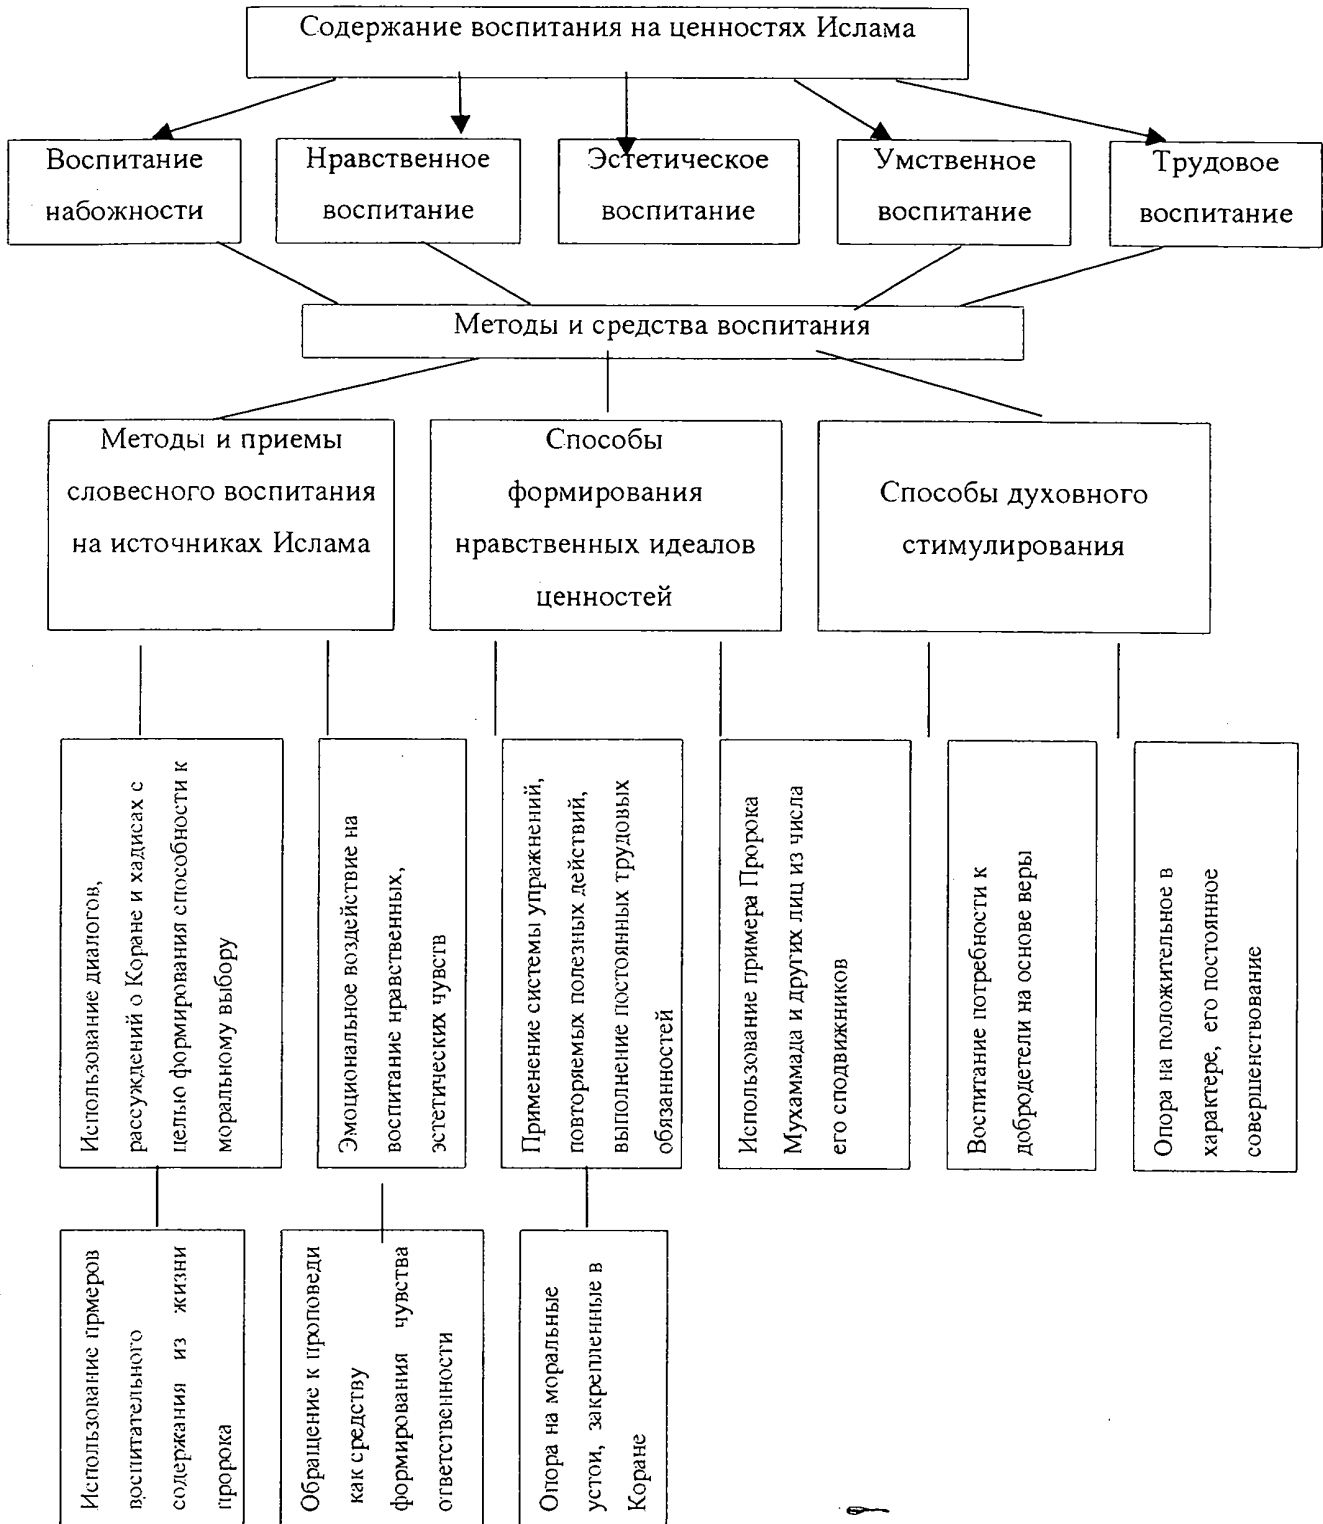 Содержание воспитания на ценностях Ислама
Воспитание
набожности
Нравственное
воспитание
Эстетическое
воспитание
Умственное
воспитание
Трудовое
воспитание
Методы и средства воспитания
Методы и приемы
словесного воспитания
на источниках Ислама
Способы
формирования
нравственных идеалов
ценностей
Способы духовного
стимулирования
Использование диалогов,
рассуждений о Коране и хадисах с
целью формирования способности к
моральному выбору
Эмоциональное воздействие на
воспитание нравственных,
эстетических чувств
Применение системы упражнений,
повторяемых полезных действий,
выполнение постоянных трудовых
обязанностей
Использование примера Пророка
Мухаммада и других лиц из числа
его сподвижников
Воспитание потребности к
добродетели на основе веры
Опора на положительное в
характере, его постоянное
совершенствование
Использование прмеров
воспитательного
содержания из жизни
пророка
Обращение к проповеди
как средству
формирования чувства
ответственности
Опора на моральные
устои, закрепленные в
Коране